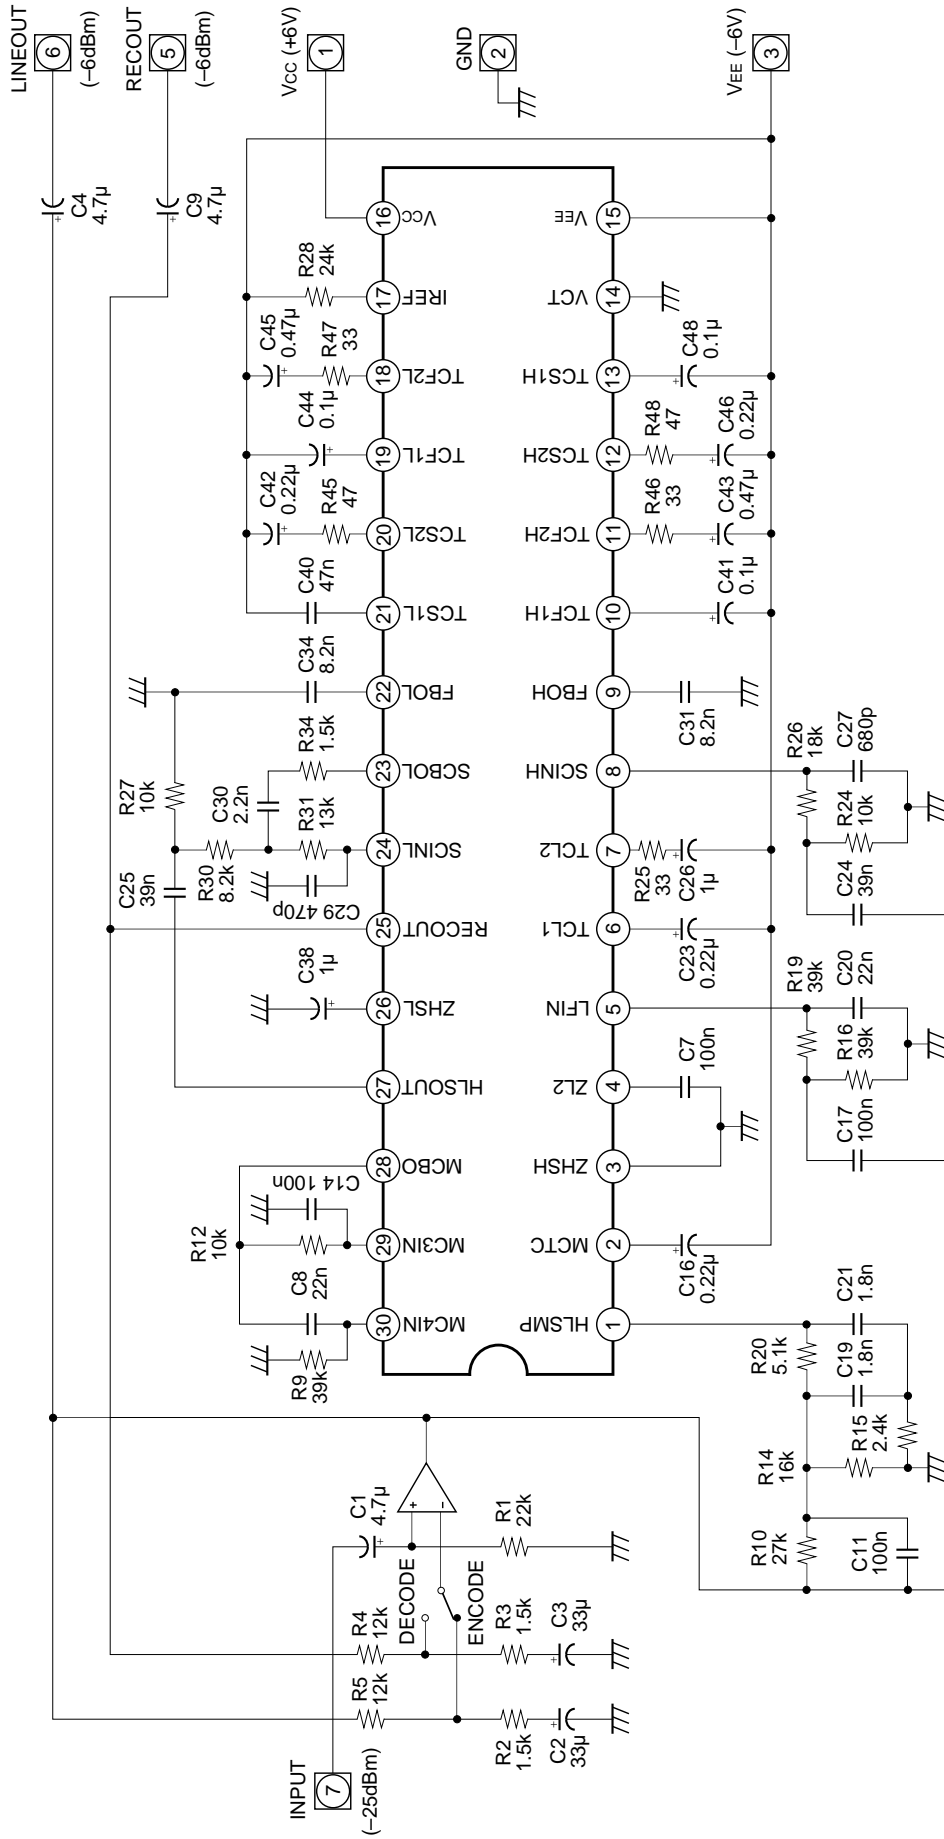 LINEOUT
6
(–6dBm)
RECOUT
5
(–6dBm)
VCC (+6V)
1
GND
2
VEE (–6V)
3
C4
4.7µ
+
C9
4.7µ
+
R28
24k
C45
0.47µ
+
R47
33
C44
0.1µ
+
C42
0.22µ
+
R45
47
C40
47n
C34
8.2n
R34
1.5k
R27
10k
C30
2.2n
R31
13k
C25
39n
R30
8.2k
C29 470p
C38
1µ
+
C14 100n
R12
10k
C8
22n
R9
39k
16
VCC
17
IREF
18
TCF2L
19
TCF1L
20
TCS2L
21
TCS1L
22
FBOL
23
SCBOL
24
SCINL
25
RECOUT
26
ZHSL
27
HLSOUT
28
MCBO
29
MC3IN
30
MC4IN
VEE
15
VCT
14
TCS1H
13
TCS2H
12
TCF2H
11
TCF1H
10
FBOH
9
SCINH
8
TCL2
7
TCL1
6
LFIN
5
ZL2
4
ZHSH
3
MCTC
2
HLSMP
1
C48
0.1µ
+
R48
47
C46
0.22µ
+
R46
33
C43
0.47µ
+
C41
0.1µ
+
C31
8.2n
R25
33
C26
1µ
+
C23
0.22µ
+
C7
100n
C16
0.22µ
+
R26
18k
C27
680p
R24
10k
C24
39n
R19
39k
C20
22n
R16
39k
C17
100n
R20
5.1k
C21
1.8n
C19
1.8n
R15
2.4k
R14
16k
R10
27k
C11
100n
INPUT
7
(–25dBm)
R5
12k
R4
12k
C1
4.7µ
+
+
–
DECODE
ENCODE
R1
22k
R3
1.5k
C3
33µ
+
R2
1.5k
C2
33µ
+